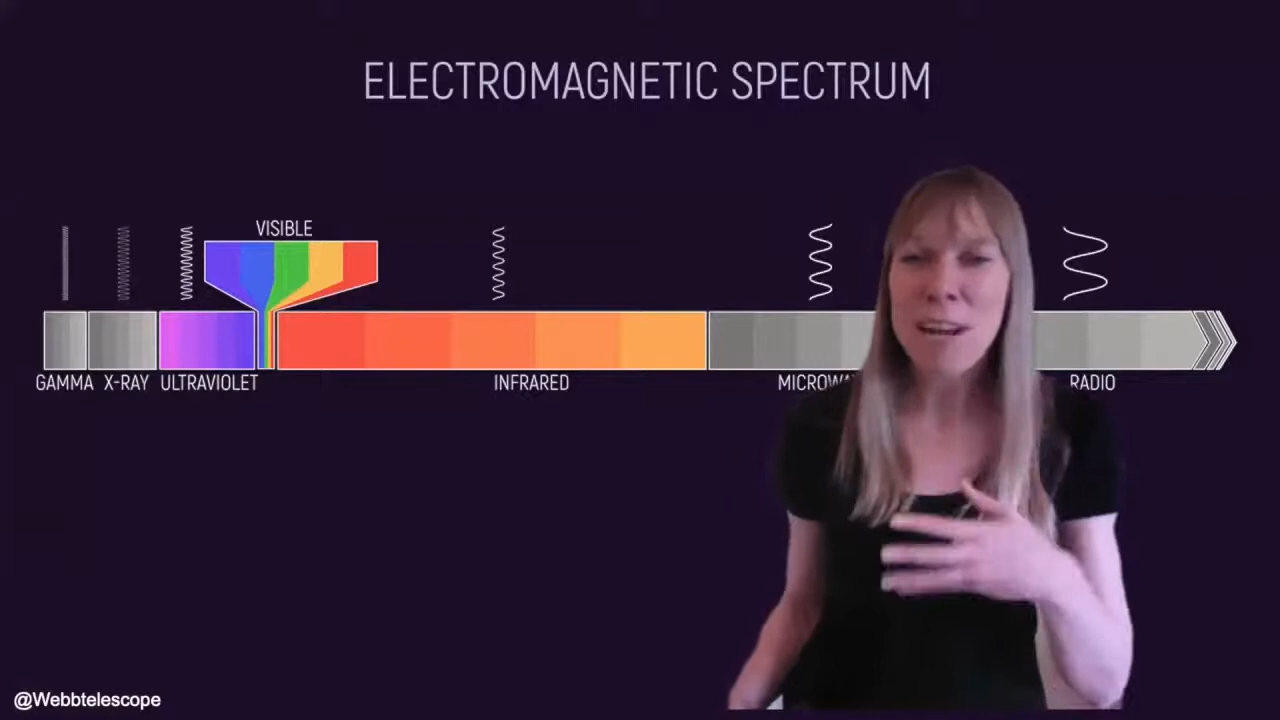 ELECTROMAGNETIC SPECTRUM
VISIBLE
GAMMA X-RAY ULTRAVIOLET INFRARED RADIO
@Webbtelescope